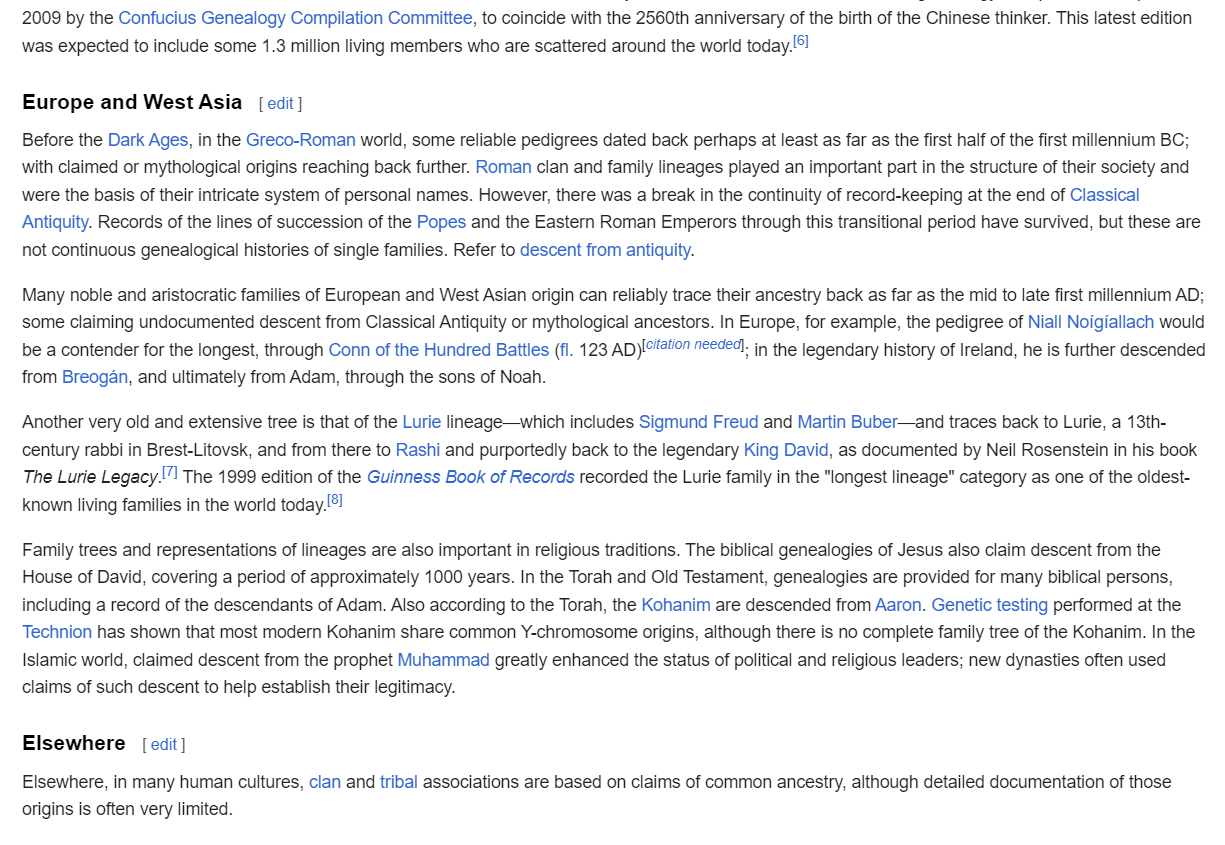 2009 by the Confucius Genealogy Compilation Committee, to coincide with the 2560th anniversary of the birth of the Chinese thinker. This latest edition
was expected to include some 1.3 million living members who are scattered around the world today.[6]
Europe and West Asia [ edit ]
Before the Dark Ages, in the Greco-Roman world, some reliable pedigrees dated back perhaps at least as far as the first half of the first millennium BC;
with claimed or mythological origins reaching back further. Roman clan and family lineages played an important part in the structure of their society and
were the basis of their intricate system of personal names. However, there was a break in the continuity of record-keeping at the end of Classical
Antiquity. Records of the lines of succession of the Popes and the Eastern Roman Emperors through this transitional period have survived, but these are
not continuous genealogical histories of single families. Refer to descent from antiquity.
Many noble and aristocratic families of European and West Asian origin can reliably trace their ancestry back as far as the mid to late first millennium AD;
some claiming undocumented descent from Classical Antiquity or mythological ancestors. In Europe, for example, the pedigree of Niall Noígíallach would
be a contender for the longest, through Conn of the Hundred Battles (fl. 123 AD)[citation needed]; in the legendary history of Ireland, he is further descended
from Breogán, and ultimately from Adam, through the sons of Noah.
Another very old and extensive tree is that of the Lurie lineage—which includes Sigmund Freud and Martin Buber—and traces back to Lurie, a 13th-
century rabbi in Brest-Litovsk, and from there to Rashi and purportedly back to the legendary King David, as documented by Neil Rosenstein in his book
The Lurie Legacy.[7] The 1999 edition of the Guinness Book of Records recorded the Lurie family in the "longest lineage" category as one of the oldest-
known living families in the world today.[8]
Family trees and representations of lineages are also important in religious traditions. The biblical genealogies of Jesus also claim descent from the
House of David, covering a period of approximately 1000 years. In the Torah and Old Testament, genealogies are provided for many biblical persons,
including a record of the descendants of Adam. Also according to the Torah, the Kohanim are descended from Aaron. Genetic testing performed at the
Technion has shown that most modern Kohanim share common Y-chromosome origins, although there is no complete family tree of the Kohanim. In the
Islamic world, claimed descent from the prophet Muhammad greatly enhanced the status of political and religious leaders; new dynasties often used
claims of such descent to help establish their legitimacy.
Elsewhere [ edit ]
Elsewhere, in many human cultures, clan and tribal associations are based on claims of common ancestry, although detailed documentation of those
origins is often very limited.